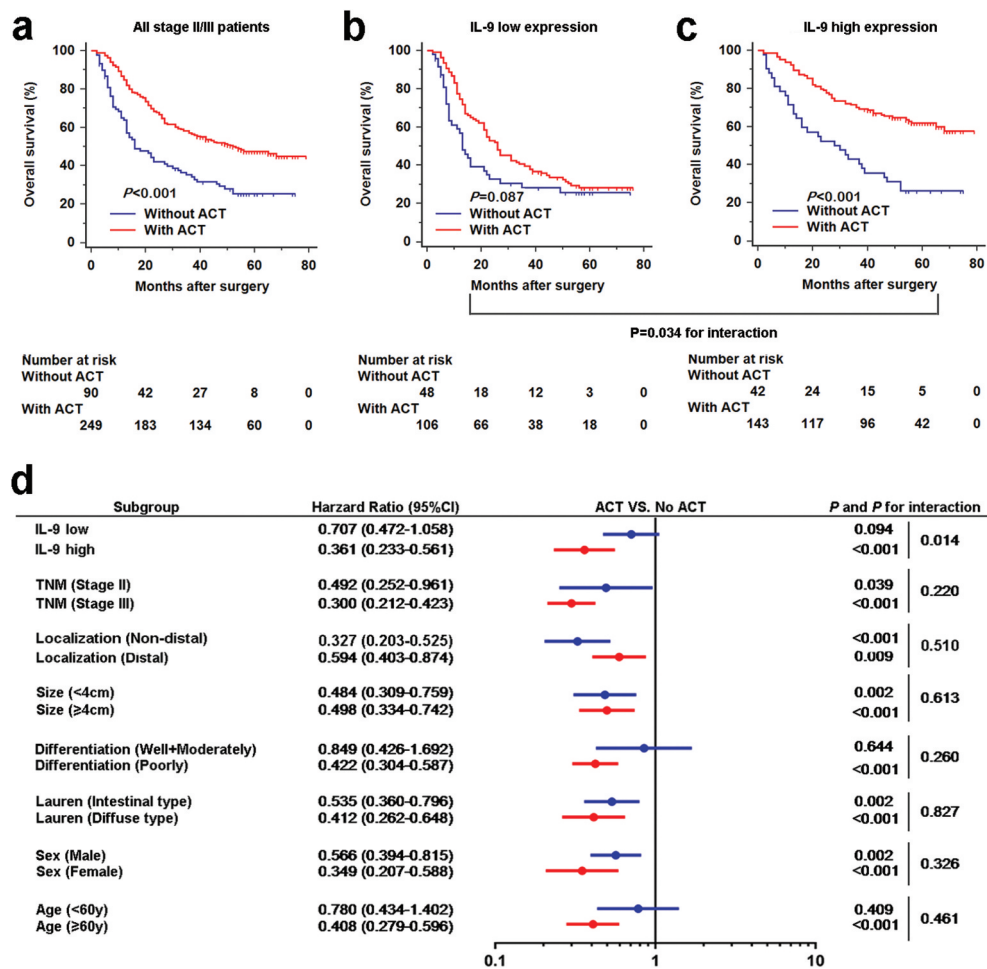 a
All stage II/III patients
Overall survival (%)
100
80
60
40
20
0
P<0.001
Without ACT
With ACT
0 20 40 60 80
Months after surgery
b
IL-9 low expression
Overall survival (%)
100
80
60
40
20
0
P=0.087
Without ACT
With ACT
0 20 40 60 80
Months after surgery
c
IL-9 high expression
Overall survival (%)
100
80
60
40
20
0
P<0.001
Without ACT
With ACT
0 20 40 60 80
Months after surgery
P=0.034 for interaction
Number at risk
Without ACT
90 42 27 8 0
With ACT
249 183 134 60 0
Number at risk
Without ACT
48 18 12 3 0
With ACT
106 66 38 18 0
Number at risk
Without ACT
42 24 15 5 0
With ACT
143 117 96 42 0
d
Subgroup Harzard Ratio (95%CI) ACT VS. No ACT P and P for interaction
IL-9 low 0.707 (0.472-1.058) 0.094
IL-9 high 0.361 (0.233-0.561) <0.001
0.014
TNM (Stage II) 0.492 (0.252-0.961) 0.039
TNM (Stage III) 0.300 (0.212-0.423) <0.001
0.220
Localization (Non-distal) 0.327 (0.203-0.525) <0.001
Localization (Distal) 0.594 (0.403-0.874) 0.009
0.510
Size (<4cm) 0.484 (0.309-0.759) 0.002
Size (≥4cm) 0.498 (0.334-0.742) <0.001
0.613
Differentiation (Well+Moderately) 0.849 (0.426-1.692) 0.644
Differentiation (Poorly) 0.422 (0.304-0.587) <0.001
0.260
Lauren (Intestinal type) 0.535 (0.360-0.796) 0.002
Lauren (Diffuse type) 0.412 (0.262-0.648) <0.001
0.827
Sex (Male) 0.566 (0.394-0.815) 0.002
Sex (Female) 0.349 (0.207-0.588) <0.001
0.326
Age (<60y) 0.780 (0.434-1.402) 0.409
Age (≥60y) 0.408 (0.279-0.596) <0.001
0.461
0.1 1 10